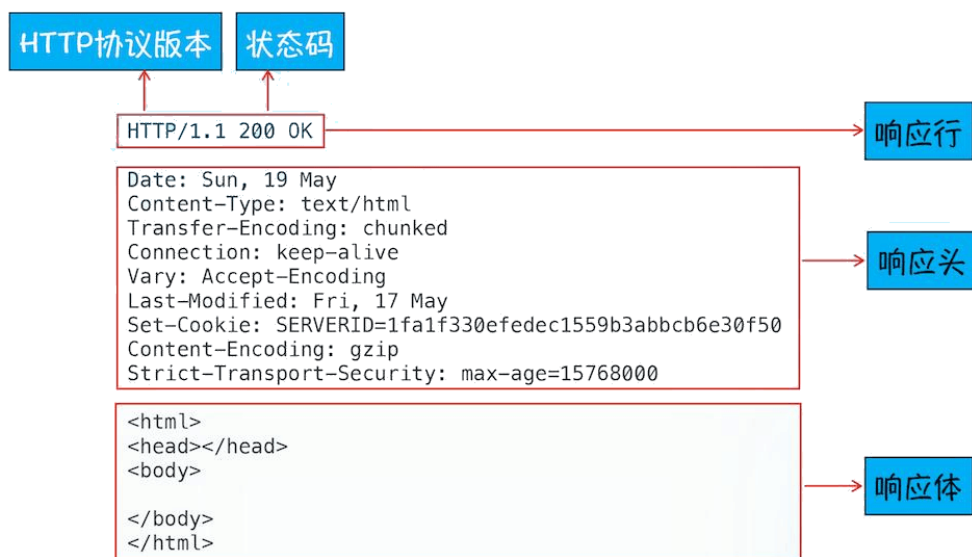 HTTP协议版本 状态码
HTTP/1.1 200 OK
响应行
Date: Sun, 19 May
Content-Type: text/html
Transfer-Encoding: chunked
Connection: keep-alive
Vary: Accept-Encoding
Last-Modified: Fri, 17 May
Set-Cookie: SERVERID=1fa1f330efedec1559b3abbcb6e30f50
Content-Encoding: gzip
Strict-Transport-Security: max-age=15768000
响应头
<html>
<head></head>
<body>
</body>
</html>
响应体